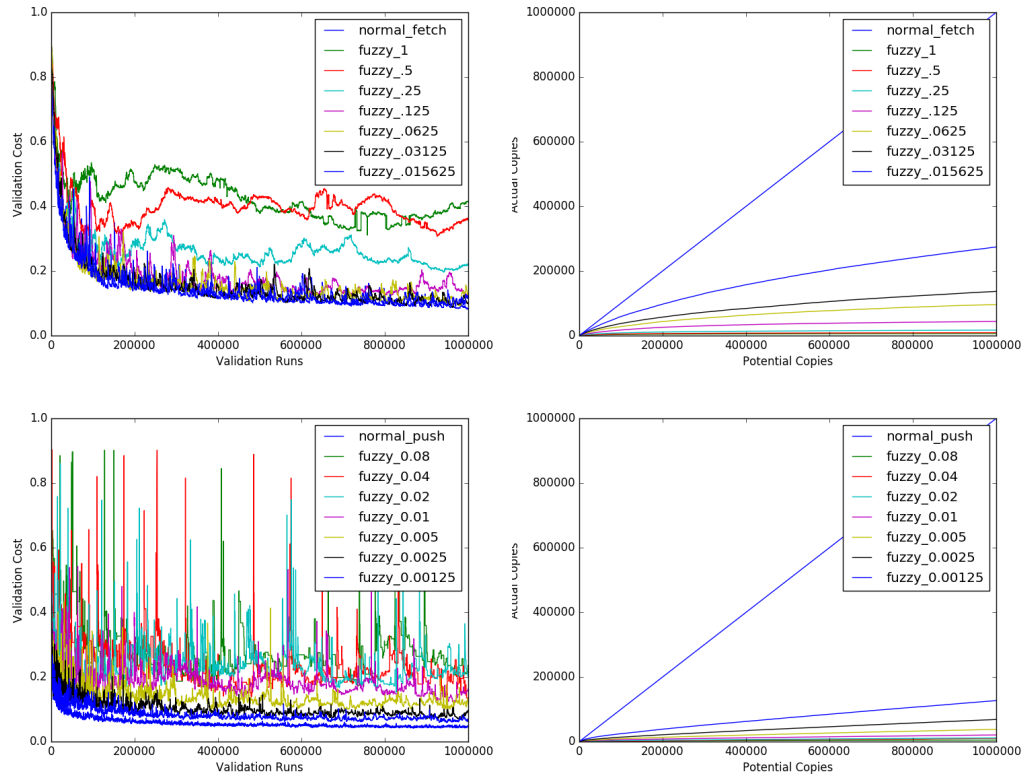 1.0
0.8
0.6
0.4
0.2
0.0
Validation Cost
0
200000
400000
600000
800000
1000000
Validation Runs
normal_fetch
fuzzy_1
fuzzy_.5
fuzzy_.25
fuzzy_.125
fuzzy_.0625
fuzzy_.03125
fuzzy_.015625
1000000
800000
600000
400000
200000
0
Actual Copies
0
200000
400000
600000
800000
1000000
Potential Copies
normal_fetch
fuzzy_1
fuzzy_.5
fuzzy_.25
fuzzy_.125
fuzzy_.0625
fuzzy_.03125
fuzzy_.015625
1.0
0.8
0.6
0.4
0.2
0.0
Validation Cost
0
200000
400000
600000
800000
1000000
Validation Runs
normal_push
fuzzy_0.08
fuzzy_0.04
fuzzy_0.02
fuzzy_0.01
fuzzy_0.005
fuzzy_0.0025
fuzzy_0.00125
1000000
800000
600000
400000
200000
0
Actual Copies
0
200000
400000
600000
800000
1000000
Potential Copies
normal_push
fuzzy_0.08
fuzzy_0.04
fuzzy_0.02
fuzzy_0.01
fuzzy_0.005
fuzzy_0.0025
fuzzy_0.00125